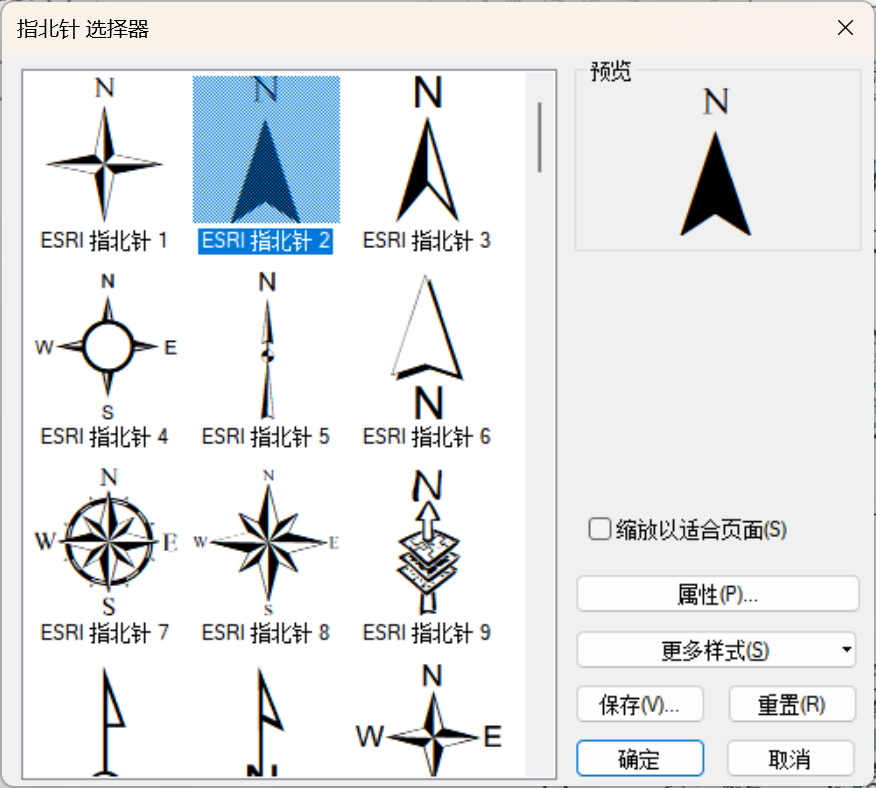 指北针 选择器
N
N
N
ESRI 指北针 1
ESRI 指北针 2
ESRI 指北针 3
N
W
E
S
N
N
ESRI 指北针 4
ESRI 指北针 5
ESRI 指北针 6
N
W
E
S
N
W
E
S
N
ESRI 指北针 7
ESRI 指北针 8
ESRI 指北针 9
N
W
E
预览
N
缩放以适合页面(S)
属性(P)...
更多样式(S)
保存(V)...
重置(R)
确定
取消